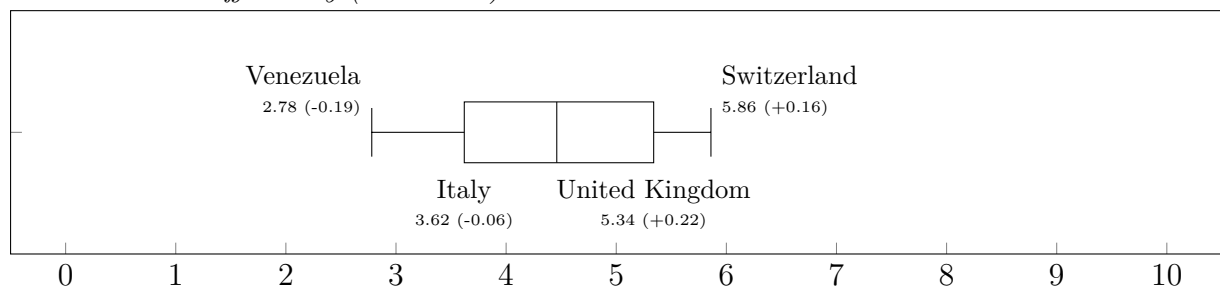 Venezuela
2.78 (-0.19)
Switzerland
5.86 (+0.16)
Italy
3.62 (-0.06)
United Kingdom
5.34 (+0.22)
0 1 2 3 4 5 6 7 8 9 10